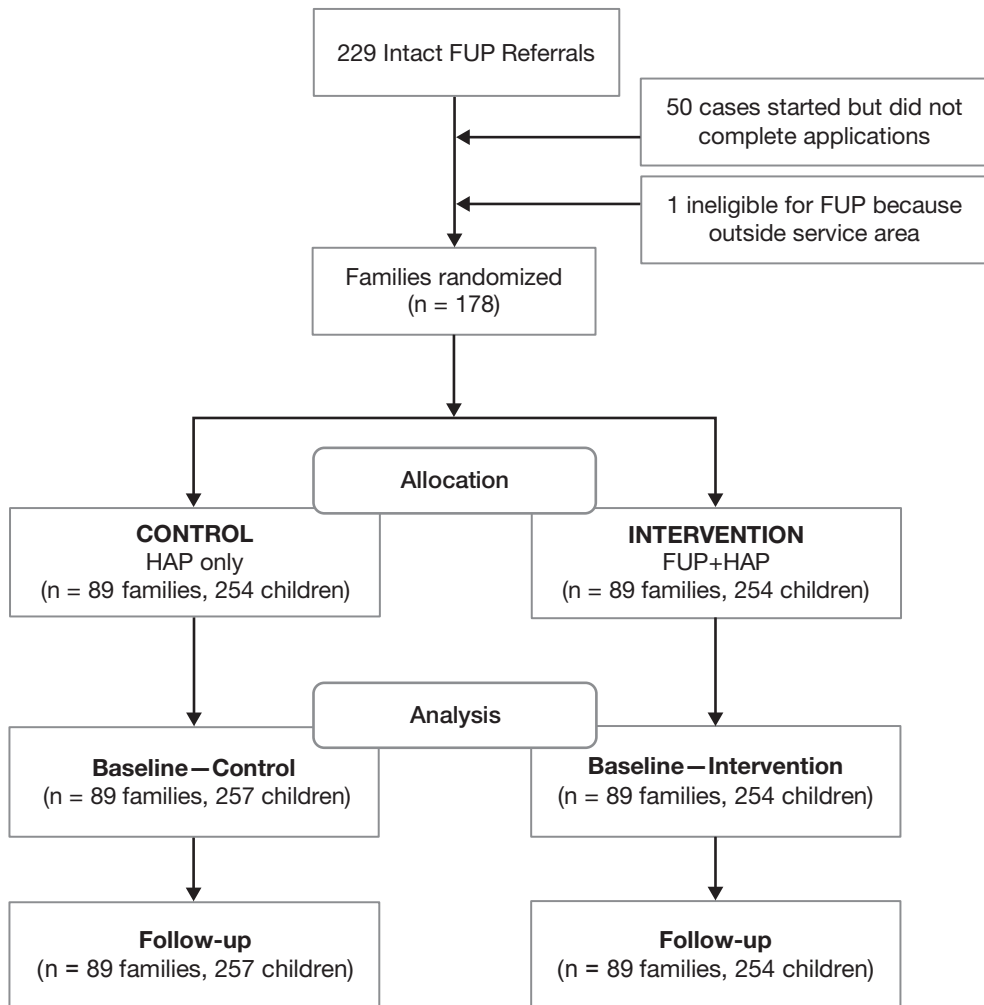 229 Intact FUP Referrals
50 cases started but did not
complete applications
1 ineligible for FUP because
outside service area
Families randomized
(n = 178)
Allocation
CONTROL
HAP only
(n = 89 families, 254 children)
INTERVENTION
FUP+HAP
(n = 89 families, 254 children)
Analysis
Baseline—Control
(n = 89 families, 257 children)
Baseline—Intervention
(n = 89 families, 254 children)
Follow-up
(n = 89 families, 257 children)
Follow-up
(n = 89 families, 254 children)